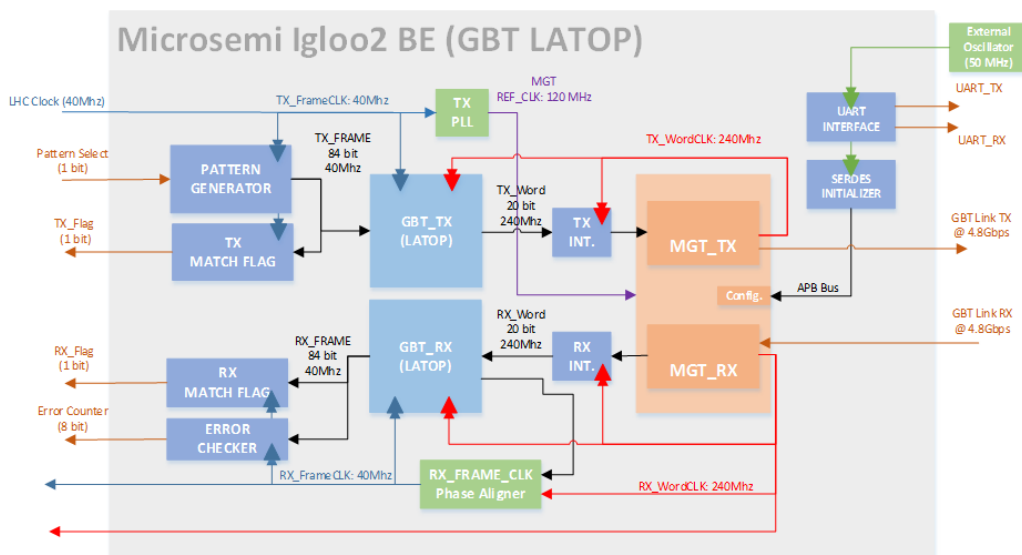 Microsemi Igloo2 BE (GBT LATOP)
External
Oscillator
(50 MHz)
LHC Clock (40Mhz)
TX_FrameCLK: 40Mhz
TX
PLL
MGT
REF_CLK: 120 MHz
UART_TX
UART
INTERFACE
UART_RX
Pattern Select
(1 bit)
PATTERN
GENERATOR
TX_FRAME
84 bit
40Mhz
TX_WordCLK: 240Mhz
SERDES
INITIALIZER
TX_Flag
(1 bit)
TX
MATCH FLAG
GBT_TX
(LATOP)
TX_Word
20 bit
240Mhz
TX
INT.
MGT_TX
GBT Link TX
@ 4.8Gbps
Config.
APB Bus
RX_Flag
(1 bit)
RX
MATCH FLAG
RX_FRAME
84 bit
40Mhz
GBT_RX
(LATOP)
RX_Word
20 bit
240Mhz
RX
INT.
MGT_RX
GBT Link RX
@ 4.8Gbps
Error Counter
(8 bit)
ERROR
CHECKER
RX_FrameCLK: 40Mhz
RX_FRAME_CLK
Phase Aligner
RX_WordCLK: 240Mhz